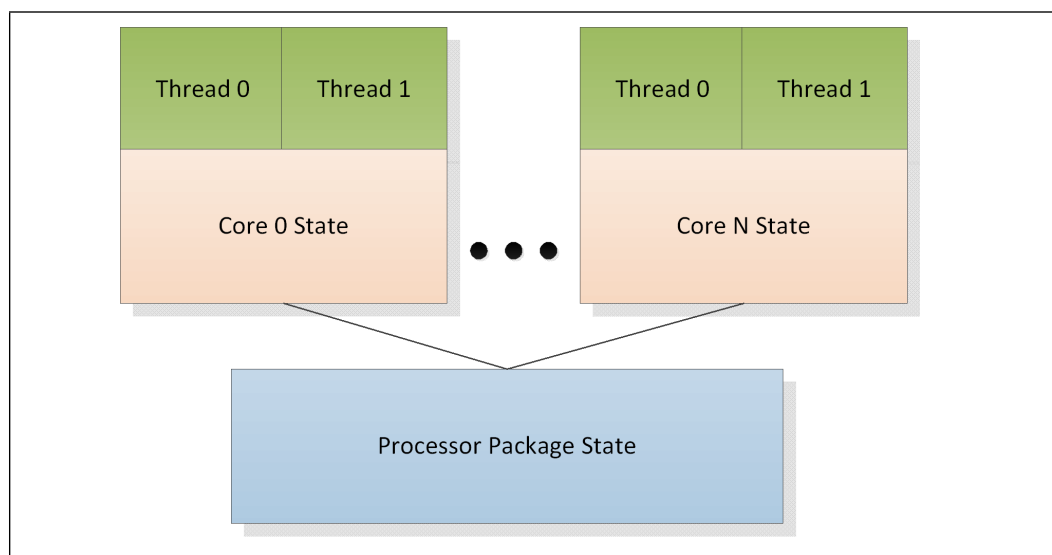 Thread 0 Thread 1 Thread 0 Thread 1
Core 0 State Core N State
Processor Package State